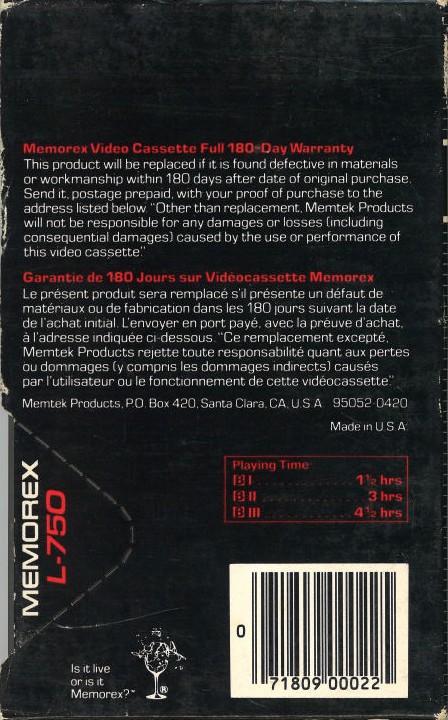 Memorex Video Cassette Full 180-Day Warranty
This product will be replaced if it is found defective in materials
or workmanship within 180 days after date of original purchase.
Send it, postage prepaid, with your proof of purchase to the
address listed below. "Other than replacement, Memtek Products
will not be responsible for any damages or losses (including
consequential damages) caused by the use or performance of
this video cassette."
Garantie de 180 Jours sur Vidéocassette Memorex
Le présent produit sera remplacé s'il présente un défaut de
matériaux ou de fabrication dans les 180 jours suivant la date
de l'achat initial. L'envoyer en port payé, avec la préuve d'achat,
à l'adresse indiquée ci-dessous. "Ce remplacement excepté,
Memtek Products rejette toute responsabilité quant aux pertes
ou dommages (y compris les dommages indirects) causés
par l'utilisateur ou le fonctionnement de cette vidéocassette."
Memtek Products, P.O. Box 420, Santa Clara, CA, U.S.A. 95052-0420
Made in U.S.A.
Playing Time
β I ........................ 1½ hrs
β II ........................ 3 hrs
β III ........................ 4½ hrs
MEMOREX
L-750
Is it live
or is it
Memorex?™
®
0 71809 00022